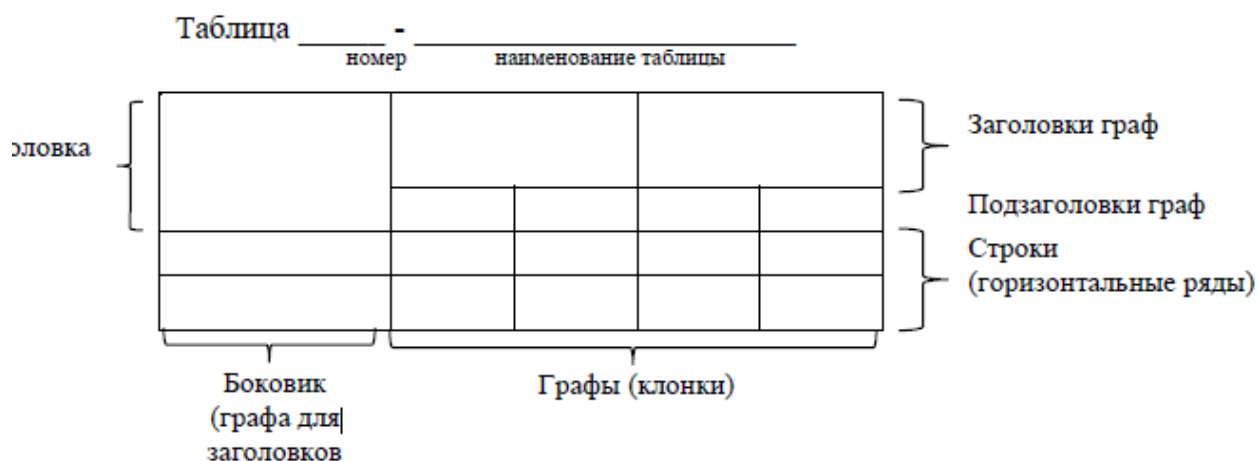 Таблица ______ - __________________________
номер наименование таблицы
Заголовки граф
оловка
Подзаголовки граф
Строки
(горизонтальные ряды)
Боковик
(графа для
заголовков
Графы (клонки)